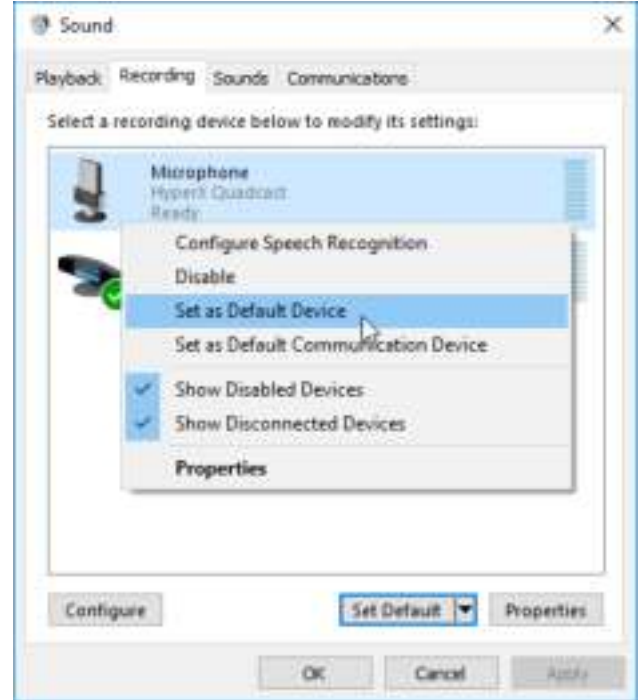 Sound
Playback Recording Sounds Communications
Select a recording device below to modify its settings:
Microphone
HyperX Quadcast
Ready
Configure Speech Recognition
Disable
Set as Default Device
Set as Default Communication Device
Show Disabled Devices
Show Disconnected Devices
Properties
Configure Set Default Properties
OK Cancel Apply